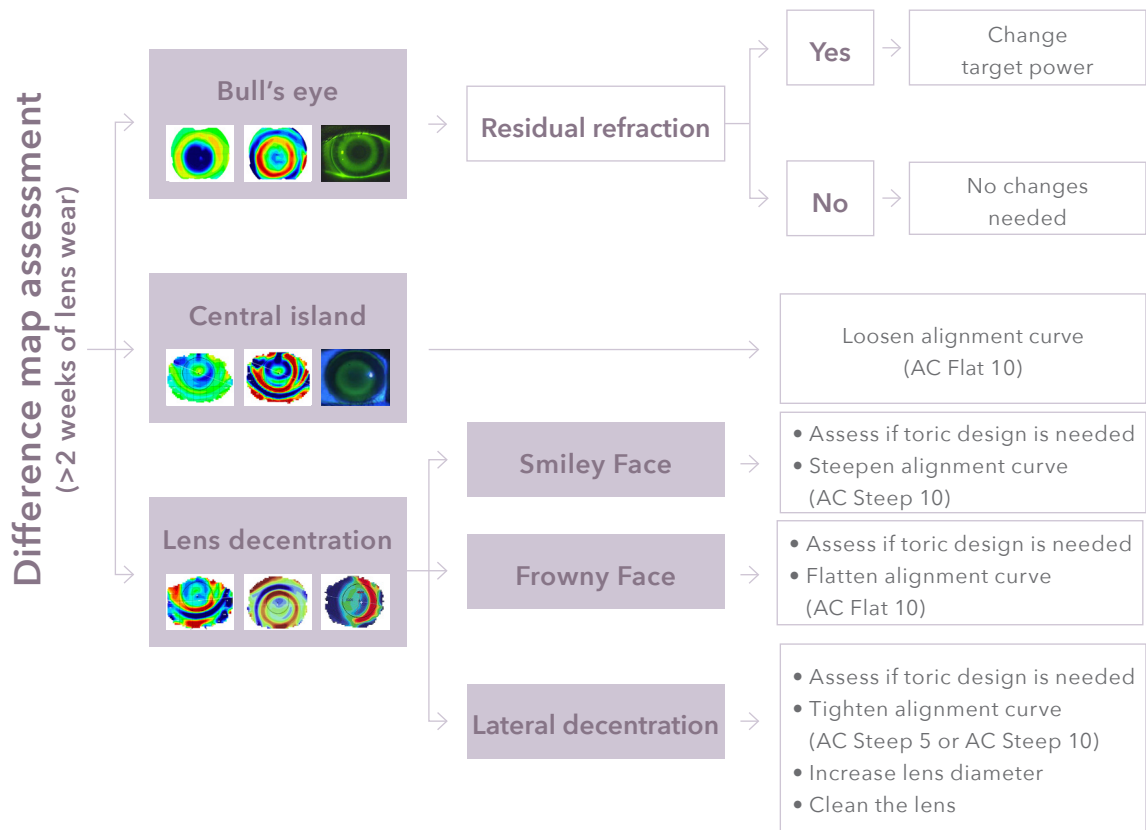 Difference map assessment
(>2 weeks of lens wear)
Bull's eye
Residual refraction
Yes
Change
target power
No
No changes
needed
Central island
Loosen alignment curve
(AC Flat 10)
Lens decentration
Smiley Face
• Assess if toric design is needed
• Steepen alignment curve
(AC Steep 10)
Frowny Face
• Assess if toric design is needed
• Flatten alignment curve
(AC Flat 10)
Lateral decentration
• Assess if toric design is needed
• Tighten alignment curve
(AC Steep 5 or AC Steep 10)
• Increase lens diameter
• Clean the lens